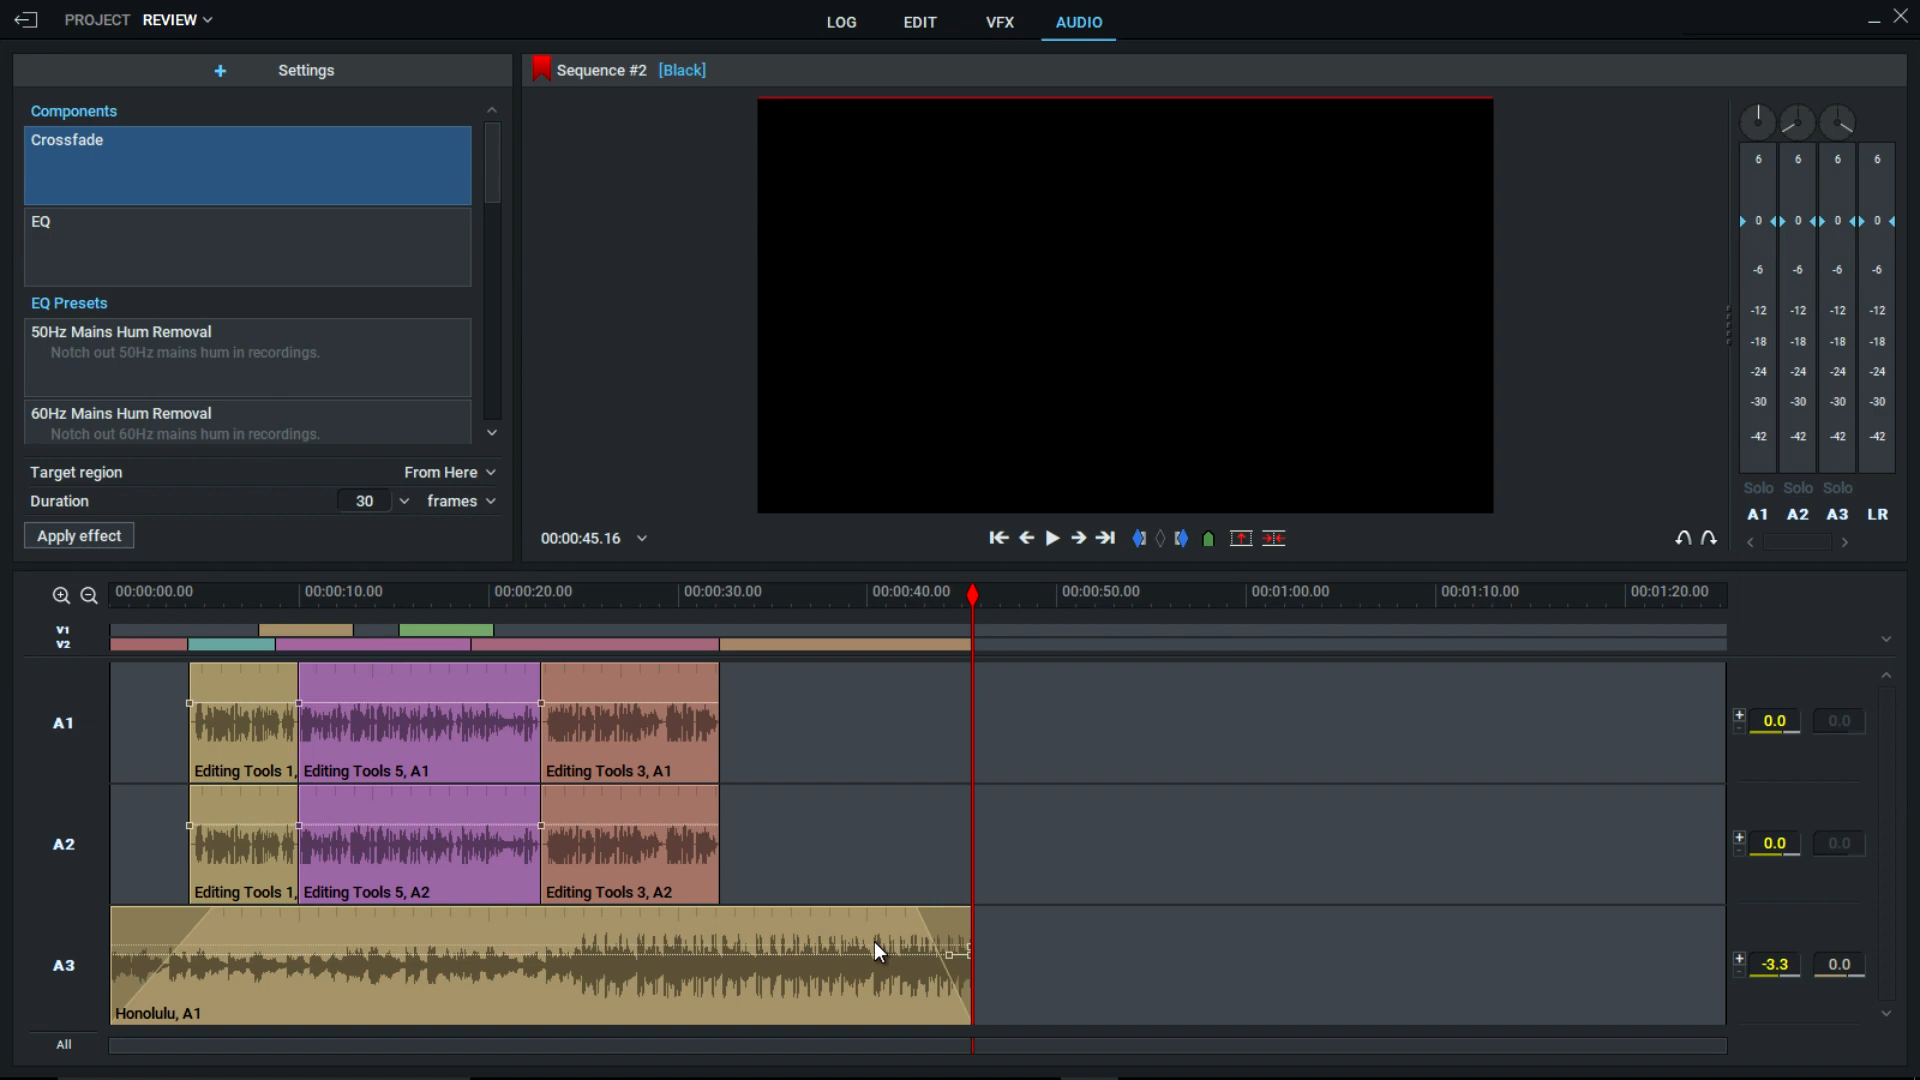 PROJECT REVIEW LOG EDIT VFX AUDIO
+ Settings
Components
Crossfade
EQ
EQ Presets
50Hz Mains Hum Removal
Notch out 50Hz mains hum in recordings.
60Hz Mains Hum Removal
Notch out 60Hz mains hum in recordings.
Target region From Here
Duration 30 frames
Apply effect
Sequence #2 [Black]
00:00:45.16
6 6 6 6
0 0 0 0
-6 -6 -6 -6
-12 -12 -12 -12
-18 -18 -18 -18
-24 -24 -24 -24
-30 -30 -30 -30
-42 -42 -42 -42
Solo Solo Solo
A1 A2 A3 LR
00:00:00.00 00:00:10.00 00:00:20.00 00:00:30.00 00:00:40.00 00:00:50.00 00:01:00.00 00:01:10.00 00:01:20.00
V1
V2
A1 + 0.0 0.0
Editing Tools 1, Editing Tools 5, A1 Editing Tools 3, A1
A2 + 0.0 0.0
Editing Tools 1, Editing Tools 5, A2 Editing Tools 3, A2
A3 + -3.3 0.0
Honolulu, A1
All